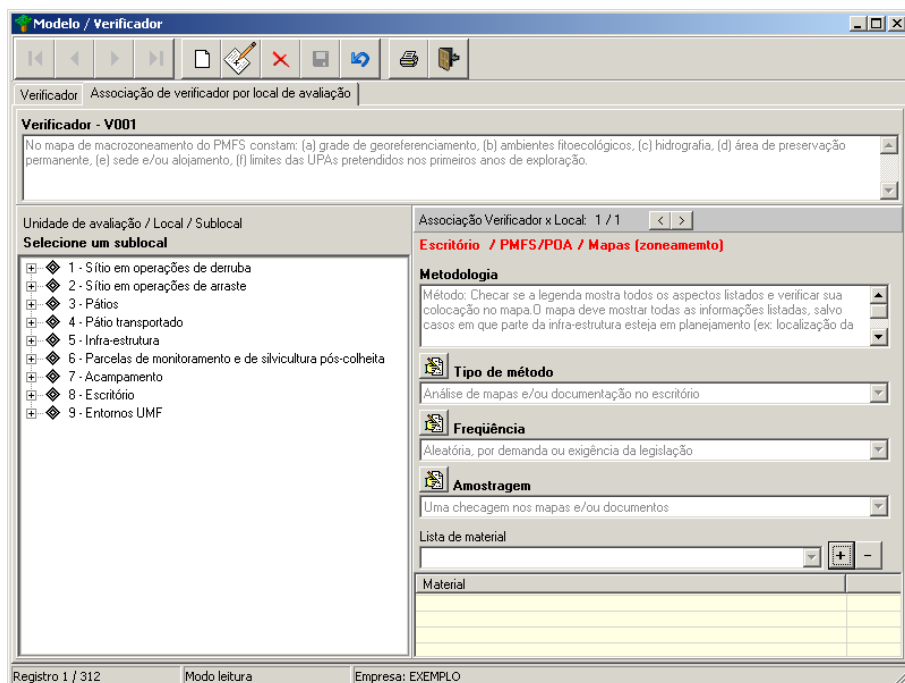 Modelo / Verificador
Verificador
Associação de verificador por local de avaliação
Verificador - V001
No mapa de macrozoneamento do PMFS constam: (a) grade de georeferenciamento, (b) ambientes fitoecológicos, (c) hidrografia, (d) área de preservação
permanente, (e) sede e/ou alojamento, (f) limites das UPAs pretendidos nos primeiros anos de exploração.
Unidade de avaliação / Local / Sublocal
Selecione um sublocal
1 - Sítio em operações de derruba
2 - Sítio em operações de arraste
3 - Pátios
4 - Pátio transportado
5 - Infra-estrutura
6 - Parcelas de monitoramento e de silvicultura pós-colheita
7 - Acampamento
8 - Escritório
9 - Entornos UMF
Associação Verificador x Local: 1 / 1 < >
Escritório / PMFS/POA / Mapas (zoneamemto)
Metodologia
Método: Checar se a legenda mostra todos os aspectos listados e verificar sua
colocação no mapa.O mapa deve mostrar todas as informações listadas, salvo
casos em que parte da infra-estrutura esteja em planejamento (ex: localização da
Tipo de método
Análise de mapas e/ou documentação no escritório
Freqüência
Aleatória, por demanda ou exigência da legislação
Amostragem
Uma checagem nos mapas e/ou documentos
Lista de material
+ -
Material
Registro 1 / 312
Modo leitura
Empresa: EXEMPLO